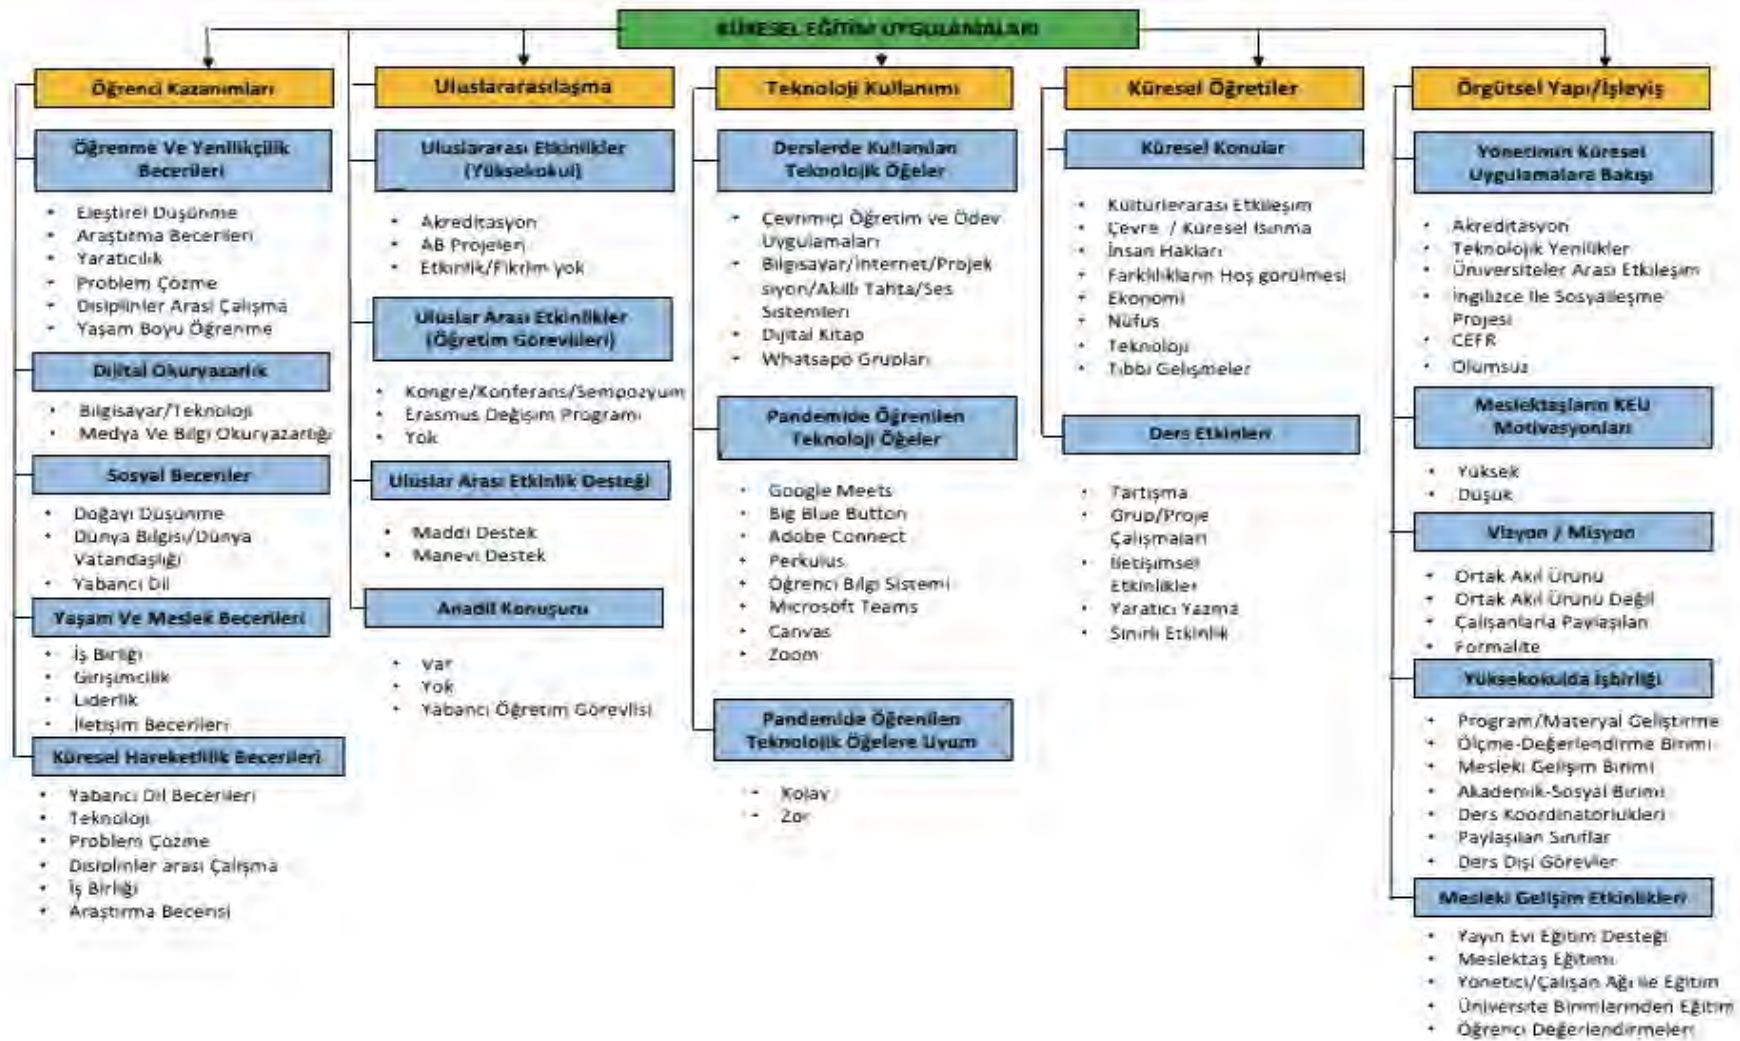 KÜRESEL EĞİTİM UYGULAMALARI
Öğrenci Kazanımları
Öğrenme Ve Yenilikçilik
Becerileri
• Eleştirel Düşünme
• Araştırma Becerileri
• Yaratıcılık
• Problem Çözme
• Disiplinler Arası Çalışma
• Yaşam Boyu Öğrenme
Dijital Okuryazarlık
• Bilgisayar/Teknoloji
• Medya Ve Bilgi Okuryazarlığı
Sosyal Beceriler
• Doğayı Düşünme
• Dünya Bilgisi/Dünya
Vatandaşlığı
• Yabancı Dil
Yaşam Ve Meslek Becerileri
• İş Birliği
• Girişimcilik
• Liderlik
• İletişim Becerileri
Küresel Hareketlilik Becerileri
• Yabancı Dil Becerileri
• Teknoloji
• Problem Çözme
• Disiplinler arası Çalışma
• İş Birliği
• Araştırma Becerisi
Uluslararasılaşma
Uluslararası Etkinlikler
(Yüksekokul)
• Akreditasyon
• AB Projeleri
• Etkinlik/Fikrim yok
Uluslar Arası Etkinlikler
(Öğretim Görevlileri)
• Kongre/Konferans/Sempozyum
• Erasmus Değişim Programı
• Yok
Uluslar Arası Etkinlik Desteği
• Maddi Destek
• Manevi Destek
Anadil Konuşuru
• Var
• Yok
• Yabancı Öğretim Görevlisi
Teknoloji Kullanımı
Derslerde Kullanılan
Teknolojik Öğeler
• Çevrimiçi Öğretim ve Ödev
Uygulamaları
• Bilgisayar/İnternet/Projek
siyon/Akıllı Tahta/Ses
Sistemleri
• Dijital Kitap
• Whatsapp Grupları
Pandemide Öğrenilen
Teknoloji Öğeler
• Google Meets
• Big Blue Button
• Adobe Connect
• Perkulus
• Öğrenci Bilgi Sistemi
• Microsoft Teams
• Canvas
• Zoom
Pandemide Öğrenilen
Teknolojik Öğelere Uyum
• Kolay
• Zor
Küresel Öğretiler
Küresel Konular
• Kültürlerarası Etkileşim
• Çevre / Küresel Isınma
• İnsan Hakları
• Farklılıkların Hoş görülmesi
• Ekonomi
• Nüfus
• Teknoloji
• Tıbbi Gelişmeler
Ders Etkinleri
• Tartışma
• Grup/Proje
Çalışmaları
• İletişimsel
Etkinlikler
• Yaratıcı Yazma
• Sınırlı Etkinlik
Örgütsel Yapı/İşleyiş
Yönetimin Küresel
Uygulamalara Bakışı
• Akreditasyon
• Teknolojik Yenilikler
• Üniversiteler Arası Etkileşim
• İngilizce İle Sosyalleşme
Projesi
• CEFR
• Olumsuz
Meslektaşların KEU
Motivasyonları
• Yüksek
• Düşük
Vizyon / Misyon
• Ortak Akıl Ürünü
• Ortak Akıl Ürünü Değil
• Çalışanlarla Paylaşılan
• Formalite
Yüksekokulda İşbirliği
• Program/Materyal Geliştirme
• Ölçme-Değerlendirme Birimi
• Mesleki Gelişim Birimi
• Akademik-Sosyal Birimi
• Ders Koordinatörlükleri
• Paylaşılan Sınıflar
• Ders Dışı Görevler
Mesleki Gelişim Etkinlikleri
• Yayın Evi Eğitim Desteği
• Meslektaş Eğitimi
• Yönetici/Çalışan Ağı ile Eğitim
• Üniversite Birimlerinden Eğitim
• Öğrenci Değerlendirmeleri